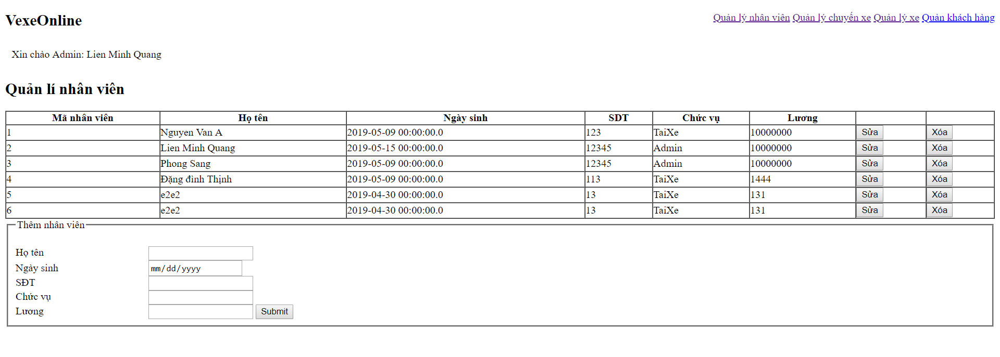 VexeOnline
Quản lý nhân viên Quản lý chuyến xe Quản lý xe Quản khách hàng
Xin chào Admin: Lien Minh Quang
Quản lí nhân viên
Mã nhân viên Họ tên Ngày sinh SDT Chức vụ Lương
1 Nguyen Van A 2019-05-09 00:00:00.0 123 TaiXe 10000000 Sửa Xóa
2 Lien Minh Quang 2019-05-15 00:00:00.0 12345 Admin 10000000 Sửa Xóa
3 Phong Sang 2019-05-09 00:00:00.0 12345 Admin 10000000 Sửa Xóa
4 Đặng đình Thịnh 2019-05-09 00:00:00.0 113 TaiXe 1444 Sửa Xóa
5 e2e2 2019-04-30 00:00:00.0 13 TaiXe 131 Sửa Xóa
6 e2e2 2019-04-30 00:00:00.0 13 TaiXe 131 Sửa Xóa
Thêm nhân viên
Họ tên
Ngày sinh mm/dd/yyyy
SĐT
Chức vụ
Lương Submit